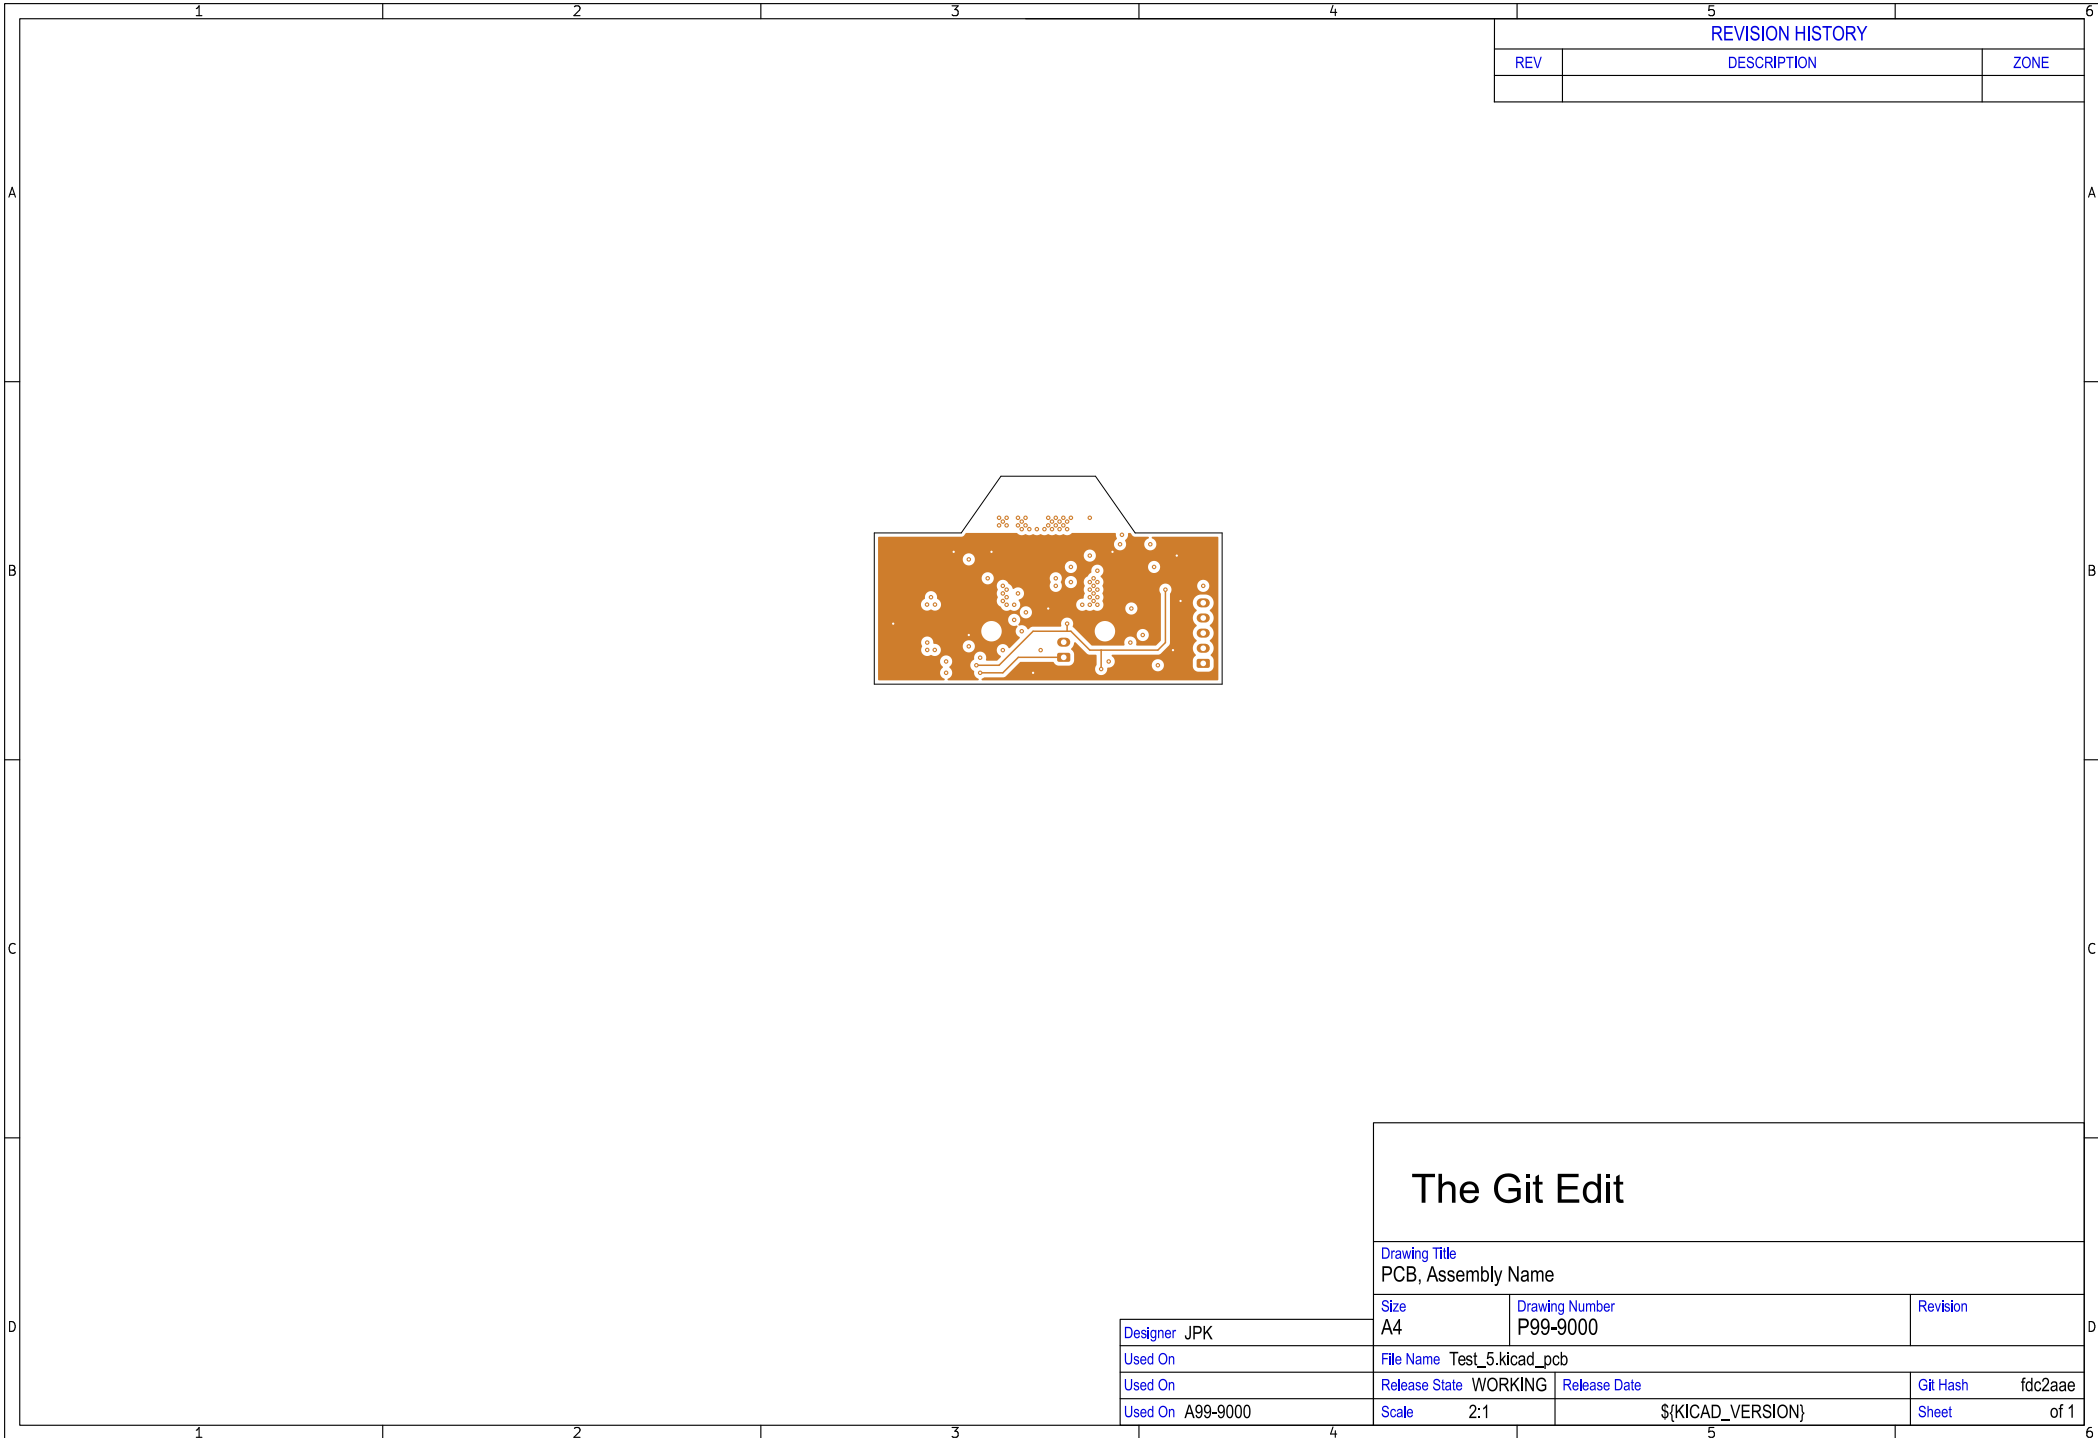 1 2 3 4 5 6
REVISION HISTORY
REV DESCRIPTION ZONE
A A
B B
C C
The Git Edit
Drawing Title
PCB, Assembly Name
Size Drawing Number Revision
A4 P99-9000
D D
Designer JPK
Used On File Name Test_5.kicad_pcb
Used On Release State WORKING Release Date Git Hash fdc2aae
Used On A99-9000 Scale 2:1 ${KICAD_VERSION} Sheet of 1
1 2 3 4 5 6